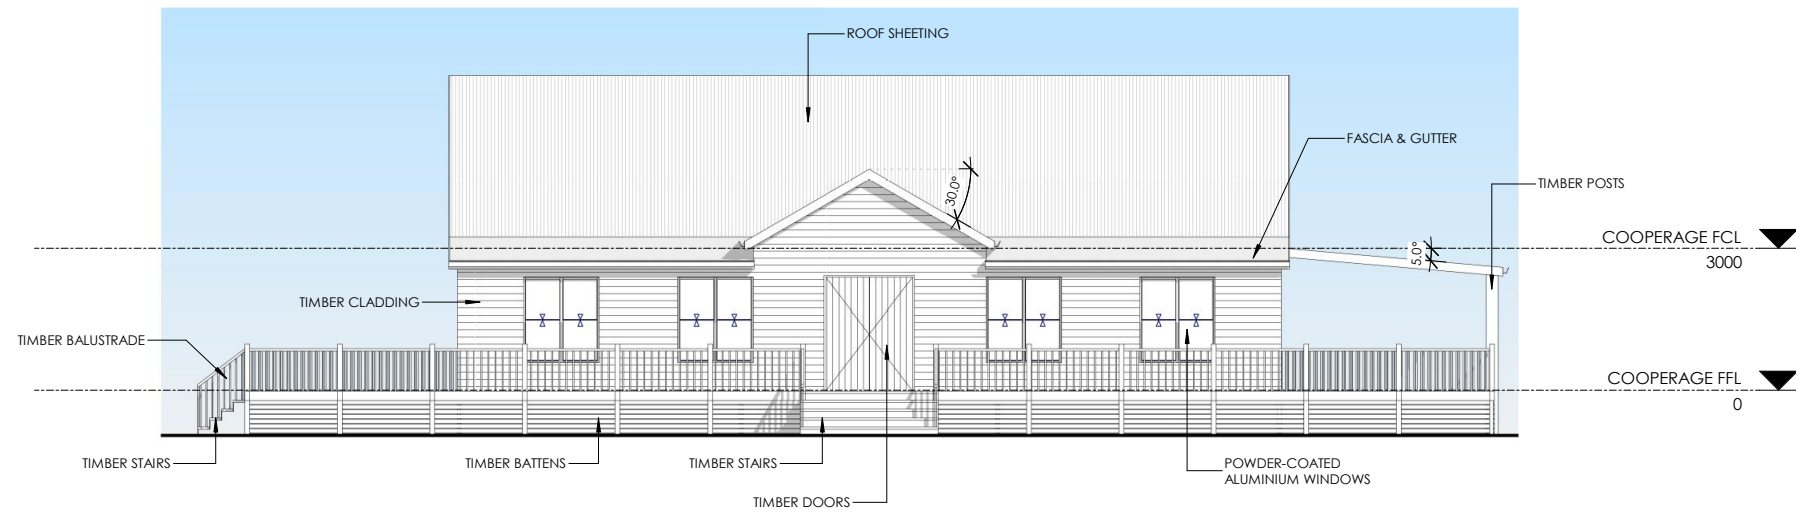 ROOF SHEETING
FASCIA & GUTTER
30.0°
TIMBER POSTS
COOPERAGE FCL
3000
5.0°
TIMBER CLADDING
TIMBER BALUSTRADE
COOPERAGE FFL
0
TIMBER STAIRS
TIMBER BATTENS
TIMBER STAIRS
POWDER-COATED
ALUMINIUM WINDOWS
TIMBER DOORS